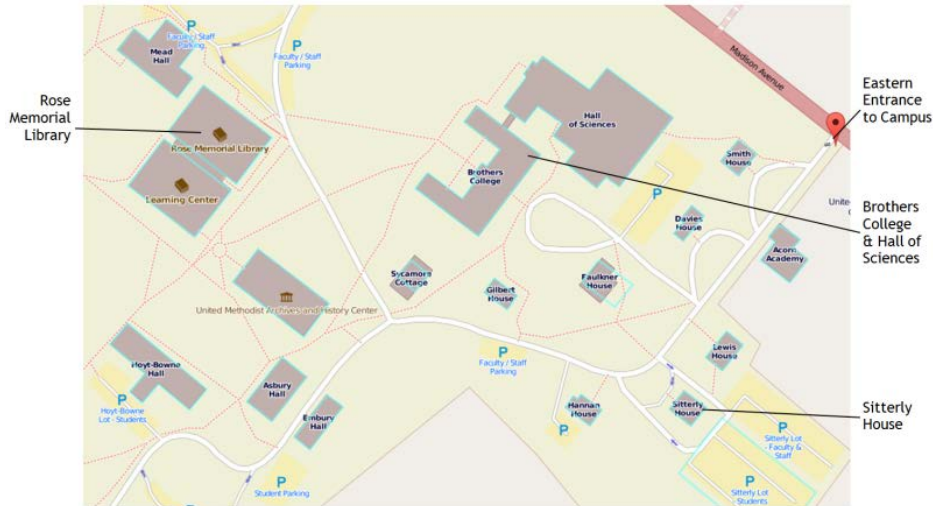 P
Faculty / Staff
Parking
P
Faculty / Staff
Parking
Mead
Hall
Madison Avenue
Eastern
Entrance
to Campus
Rose
Memorial
Library
Rose Memorial Library
Hall
of Sciences
Smith
House
Brothers
College
Learning Center
P
Davies
House
United
Acorn
Academy
Brothers
College
& Hall of
Sciences
Sycamore
Cottage
Gilbert
House
Faulkner
House
United Methodist Archives and History Center
Hoyt-Bowne
Hall
P
Faculty / Staff
Parking
Lewis
House
Asbury
Hall
P
Hoyt-Bowne
Lot - Students
Embury
Hall
Hannan
House
P
Sitterly
House
Sitterly
House
P
Sitterly Lot
- Faculty &
Staff
P
Student Parking
P
Sitterly Lot
Students